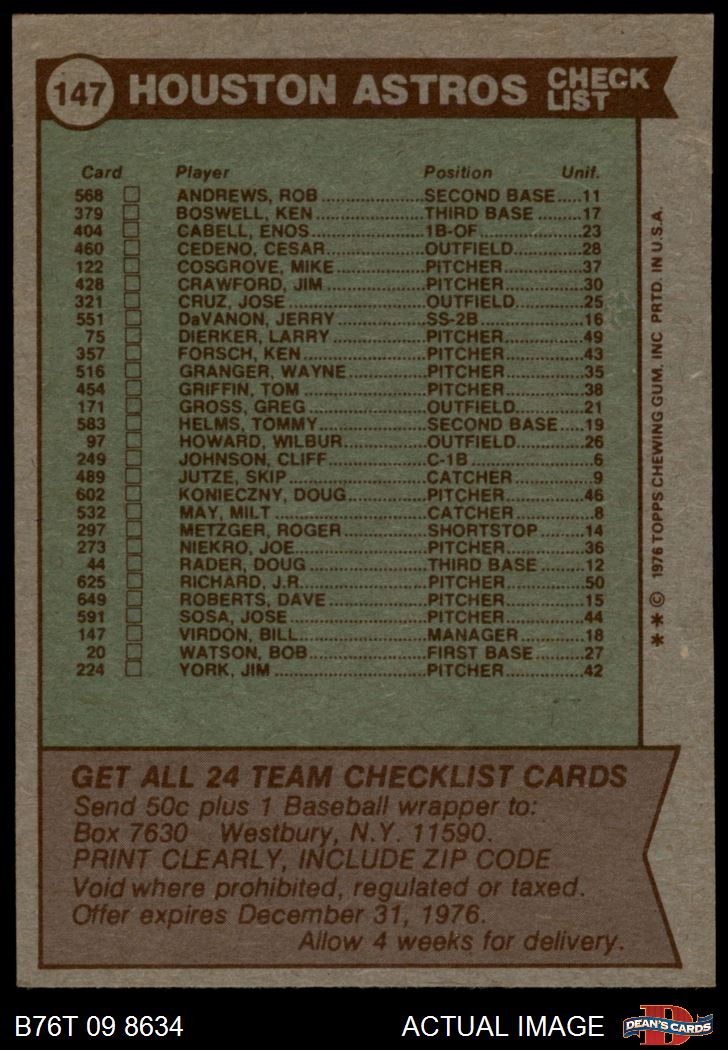 147 HOUSTON ASTROS CHECK LIST
Card Player Position Unif.
568 ANDREWS, ROB SECOND BASE 11
379 BOSWELL, KEN THIRD BASE 17
404 CABELL, ENOS 1B-OF 23
460 CEDENO, CESAR OUTFIELD 28
122 COSGROVE, MIKE PITCHER 37
428 CRAWFORD, JIM PITCHER 30
321 CRUZ, JOSE OUTFIELD 25
551 DaVANON, JERRY SS-2B 16
75 DIERKER, LARRY PITCHER 49
357 FORSCH, KEN PITCHER 43
516 GRANGER, WAYNE PITCHER 35
454 GRIFFIN, TOM PITCHER 38
171 GROSS, GREG OUTFIELD 21
583 HELMS, TOMMY SECOND BASE 19
97 HOWARD, WILBUR OUTFIELD 26
249 JOHNSON, CLIFF C-1B 6
489 JUTZE, SKIP CATCHER 9
602 KONIECZNY, DOUG PITCHER 46
532 MAY, MILT CATCHER 8
297 METZGER, ROGER SHORTSTOP 14
273 NIEKRO, JOE PITCHER 36
44 RADER, DOUG THIRD BASE 12
625 RICHARD, J.R. PITCHER 50
649 ROBERTS, DAVE PITCHER 15
591 SOSA, JOSE PITCHER 44
147 VIRDON, BILL MANAGER 18
20 WATSON, BOB FIRST BASE 27
224 YORK, JIM PITCHER 42
**© 1976 TOPPS CHEWING GUM. INC PRTD. IN U.S.A.
GET ALL 24 TEAM CHECKLIST CARDS
Send 50c plus 1 Baseball wrapper to:
Box 7630 Westbury, N.Y. 11590.
PRINT CLEARLY, INCLUDE ZIP CODE
Void where prohibited, regulated or taxed.
Offer expires December 31, 1976.
Allow 4 weeks for delivery.
B76T 09 8634 ACTUAL IMAGE
D
DEAN'S CARDS